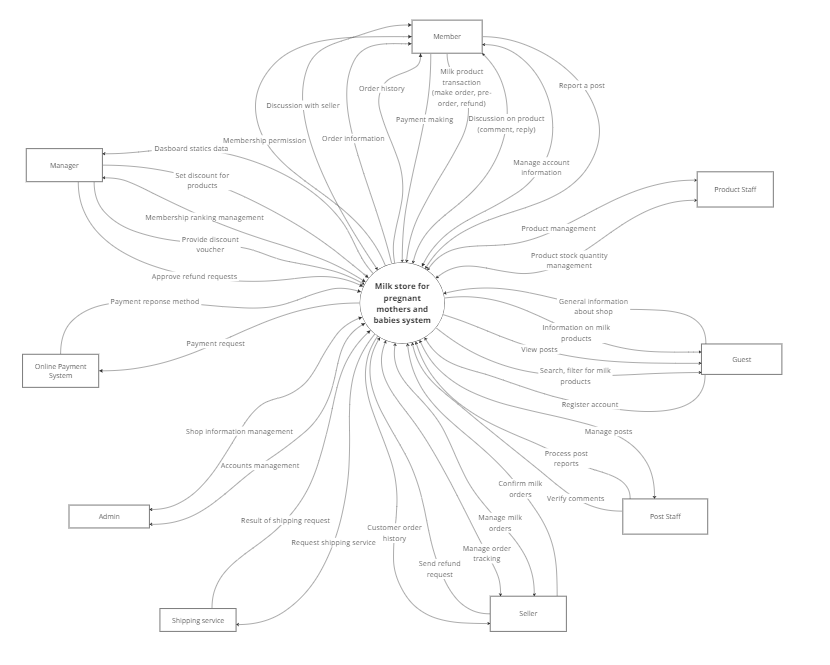 Member
Milk product
transaction
(make order, pre-
order, refund)
Order history
Report a post
Discussion with seller
Payment making
Discussion on product
(comment, reply)
Membership permission
Order information
Dasboard statics data
Manager
Manage account
information
Set discount for
products
Product Staff
Membership ranking management
Product management
Provide discount
voucher
Product stock quantity
management
Approve refund requests
Milk store for
pregnant
mothers and
babies system
Payment reponse method
General information
about shop
Information on milk
products
Payment request
View posts
Guest
Online Payment
System
Search, filter for milk
products
Register account
Shop information management
Manage posts
Accounts management
Process post
reports
Confirm milk
orders
Verify comments
Admin
Post Staff
Result of shipping request
Manage milk
orders
Customer order
history
Request shipping service
Manage order
tracking
Send refund
request
Shipping service
Seller